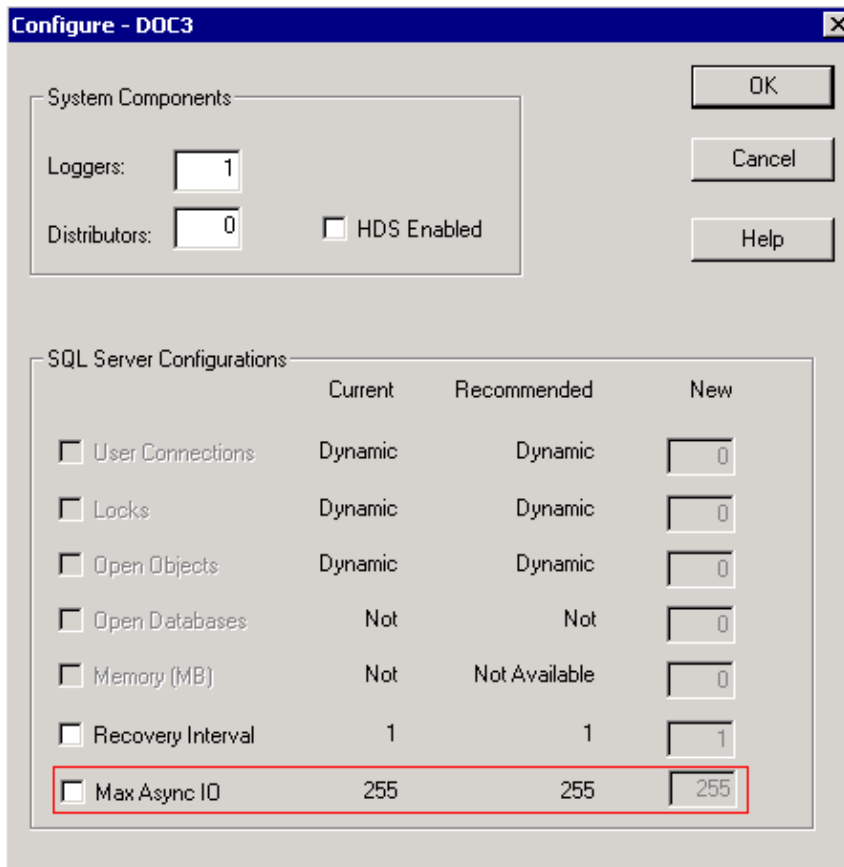 Configure - DOC3
System Components
OK
Loggers: 1
Cancel
Distributors: 0 HDS Enabled
Help
SQL Server Configurations
Current Recommended New
User Connections Dynamic Dynamic 0
Locks Dynamic Dynamic 0
Open Objects Dynamic Dynamic 0
Open Databases Not Not 0
Memory (MB) Not Not Available 0
Recovery Interval 1 1 1
Max Async IO 255 255 255